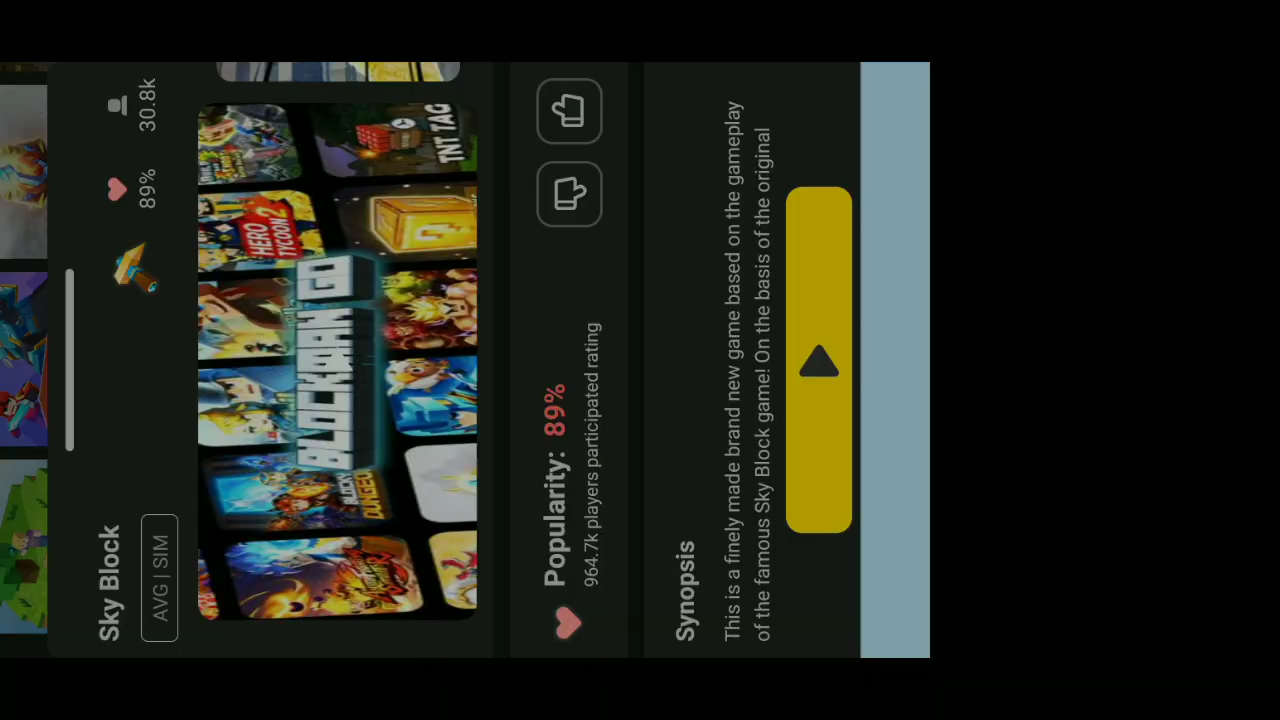 Sky Block
AVG | SIM
89%
30.8k
TNT TAG
HERO
TYCOON 2
BLOCKMAN GO
BLOCKY
DUNGEON
Popularity: 89%
964.7k players participated rating
Synopsis
This is a finely made brand new game based on the gameplay
of the famous Sky Block game! On the basis of the original